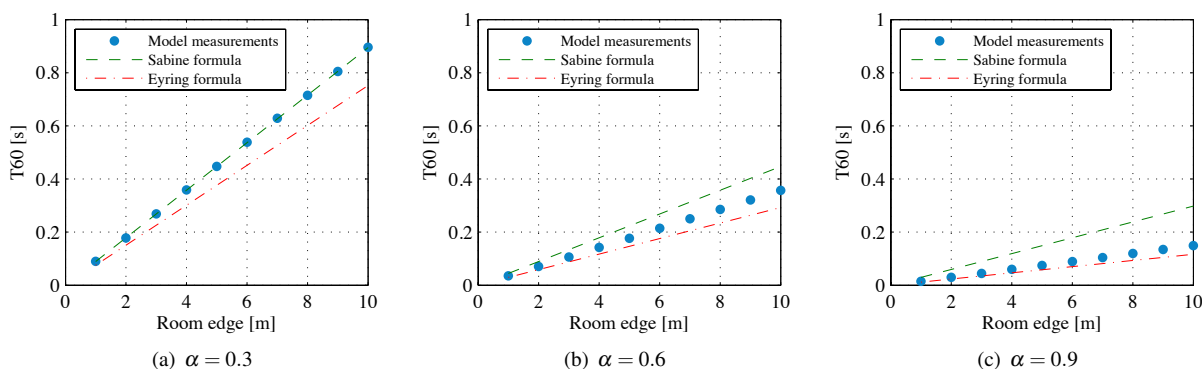 1
0.8
0.6
0.4
0.2
0
T60 [s]
Model measurements
Sabine formula
Eyring formula
0 2 4 6 8 10
Room edge [m]
(a) α = 0.3
1
0.8
0.6
0.4
0.2
0
T60 [s]
Model measurements
Sabine formula
Eyring formula
0 2 4 6 8 10
Room edge [m]
(b) α = 0.6
1
0.8
0.6
0.4
0.2
0
T60 [s]
Model measurements
Sabine formula
Eyring formula
0 2 4 6 8 10
Room edge [m]
(c) α = 0.9